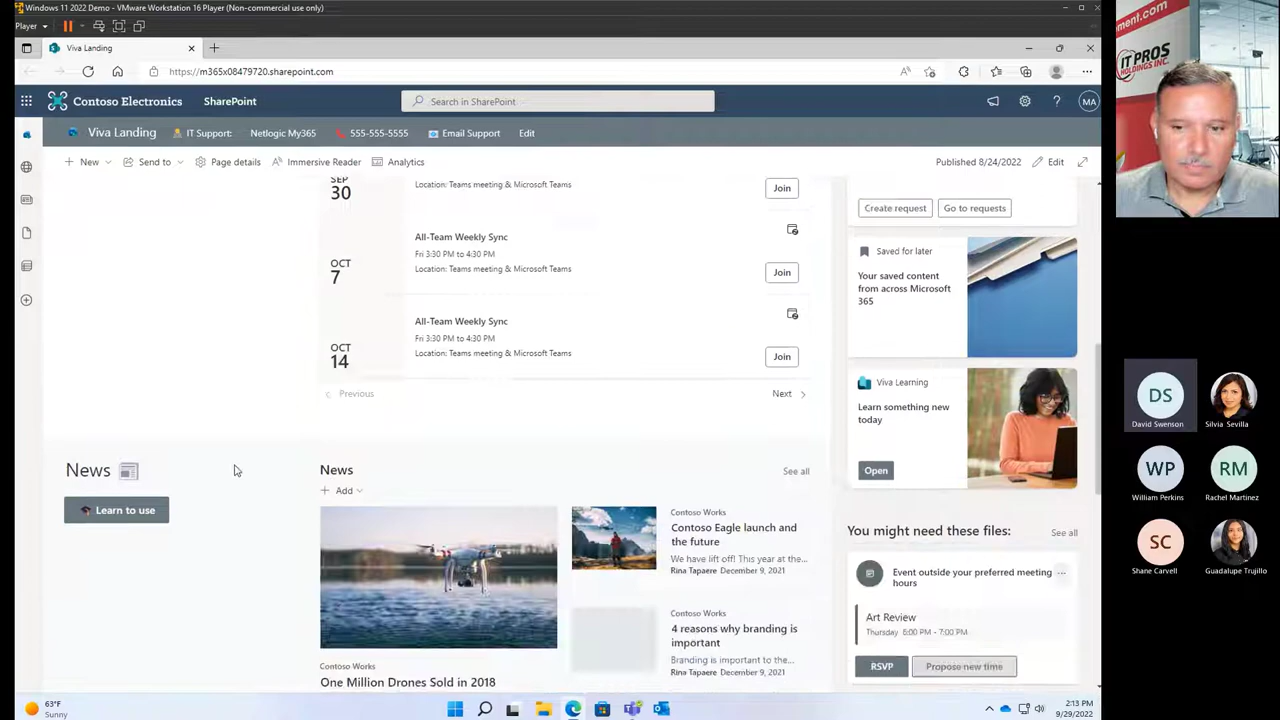 Windows 11 2022 Demo - VMware Workstation 16 Player (Non-commercial use only)
Player
Viva Landing
https://m365x08479720.sharepoint.com
Contoso Electronics
SharePoint
Search in SharePoint
MA
Viva Landing
IT Support:
Netlogic My365
555-555-5555
Email Support
Edit
New
Send to
Page details
Immersive Reader
Analytics
Published 8/24/2022
Edit
SEP
30
Location: Teams meeting & Microsoft Teams
Join
All-Team Weekly Sync
Fri 3:30 PM to 4:30 PM
OCT
7
Location: Teams meeting & Microsoft Teams
Join
All-Team Weekly Sync
Fri 3:30 PM to 4:30 PM
OCT
14
Location: Teams meeting & Microsoft Teams
Join
Previous
Next
Create request
Go to requests
Saved for later
Your saved content
from across Microsoft
365
Viva Learning
Learn something new
today
Open
News
Learn to use
News
See all
Add
Contoso Works
One Million Drones Sold in 2018
Contoso Works
Contoso Eagle launch and
the future
We have lift off! This year at the...
Rina Tapaere December 9, 2021
Contoso Works
4 reasons why branding is
important
Branding is important to the...
Rina Tapaere December 9, 2021
You might need these files:
See all
Event outside your preferred meeting
hours
Art Review
Thursday 6:00 PM - 7:00 PM
RSVP
Propose new time
63°F
Sunny
2:13 PM
9/29/2022
ement.com
IT PROS
HOLDINGS INC.
DS
David Swenson
Silvia Sevilla
WP
William Perkins
RM
Rachel Martinez
SC
Shane Carvell
Guadalupe Trujillo